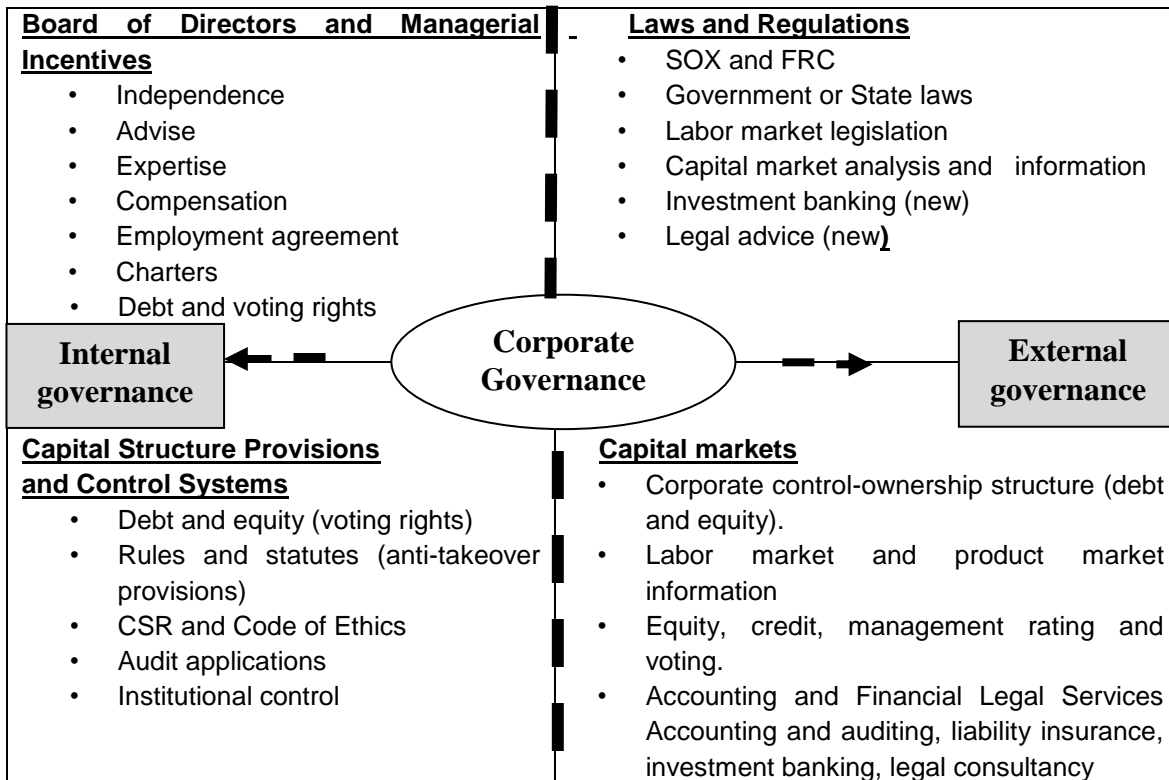 Board of Directors and Managerial
Incentives
• Independence
• Advise
• Expertise
• Compensation
• Employment agreement
• Charters
• Debt and voting rights
Laws and Regulations
• SOX and FRC
• Government or State laws
• Labor market legislation
• Capital market analysis and information
• Investment banking (new)
• Legal advice (new)
Internal
governance
Corporate
Governance
External
governance
Capital Structure Provisions
and Control Systems
• Debt and equity (voting rights)
• Rules and statutes (anti-takeover
provisions)
• CSR and Code of Ethics
• Audit applications
• Institutional control
Capital markets
• Corporate control-ownership structure (debt
and equity).
• Labor market and product market
information
• Equity, credit, management rating and
voting.
• Accounting and Financial Legal Services
Accounting and auditing, liability insurance,
investment banking, legal consultancy